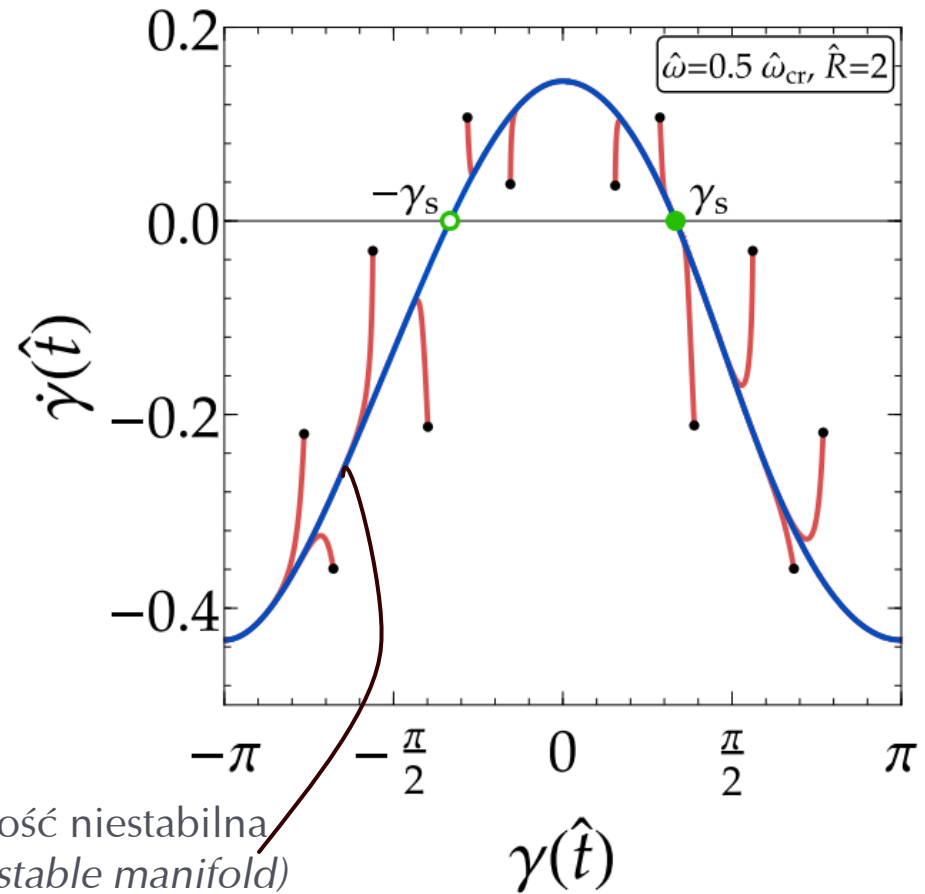 0.2
ω̂=0.5 ω̂cr, R̂=2
−γs
γs
0.0
γ̇(t̂)
−0.2
−0.4
−π
−π/2
0
π/2
π
ość niestabilna
stable manifold)
γ(t̂)